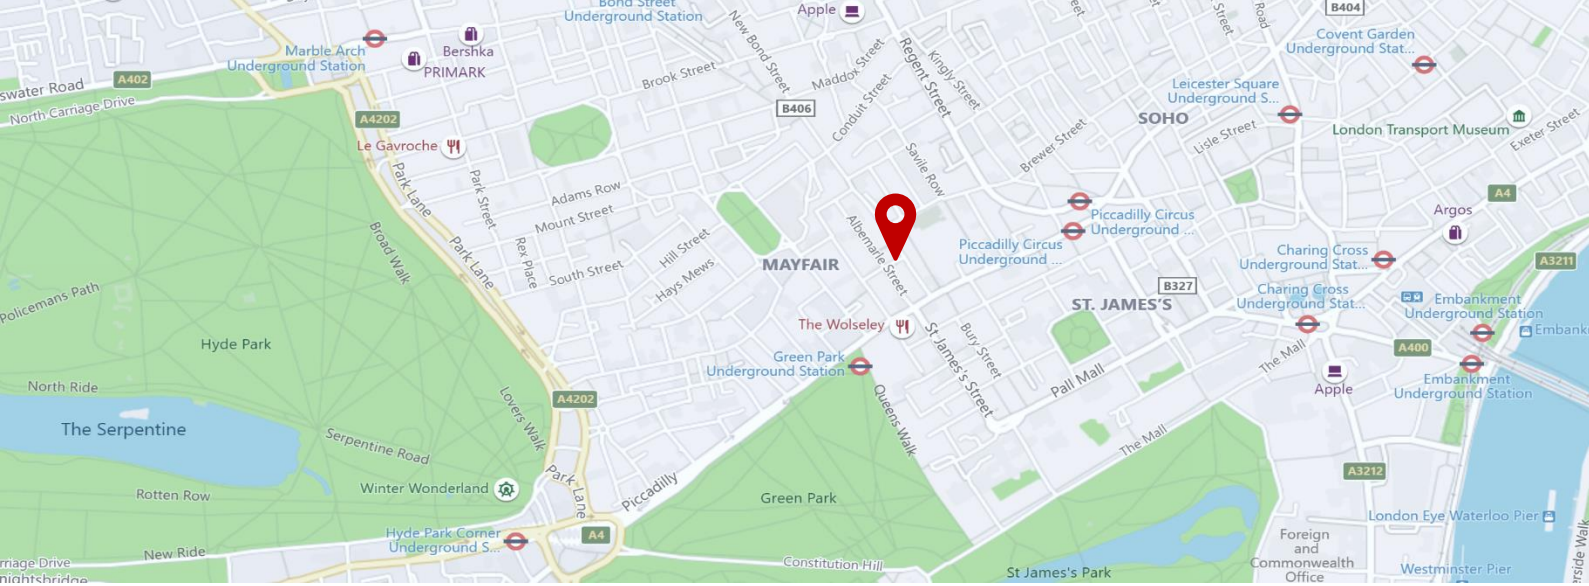 Bond Street
Underground Station
Apple
B404
Road
Covent Garden
Underground Stat...
Marble Arch
Underground Station
Bershka
PRIMARK
New Bond Street
Maddox Street
Regent Street
Kingly Street
A402
swater Road
North Carriage Drive
Brook Street
B406
Conduit Street
Leicester Square
Underground S...
SOHO
London Transport Museum
Exeter Street
A4202
Le Gavroche
Park Lane
Park Street
Adams Row
Mount Street
Savile Row
Brewer Street
Lisle Street
A4
Argos
Broad Walk
Park Lane
Rex Place
South Street
Hill Street
Hays Mews
MAYFAIR
Albemarle Street
Piccadilly Circus
Underground ...
Piccadilly Circus
Underground ...
Charing Cross
Underground Stat...
A3211
Policemans Path
ST. JAMES'S
B327
Charing Cross
Underground Stat...
Embankment
Underground Station
Embank
Hyde Park
The Wolseley
St James's Street
Bury Street
Green Park
Underground Station
The Mall
A400
Apple
Embankment
Underground Station
North Ride
The Serpentine
Lovers Walk
A4202
Queens Walk
Pall Mall
Serpentine Road
The Mall
A3212
Rotten Row
Winter Wonderland
Park Lane
Piccadilly
Green Park
London Eye Waterloo Pier
Hyde Park Corner
Underground S...
A4
Foreign
and
Commonwealth
Office
New Ride
rriage Drive
nightsbridge
Constitution Hill
St James's Park
Westminster Pier
side Walk